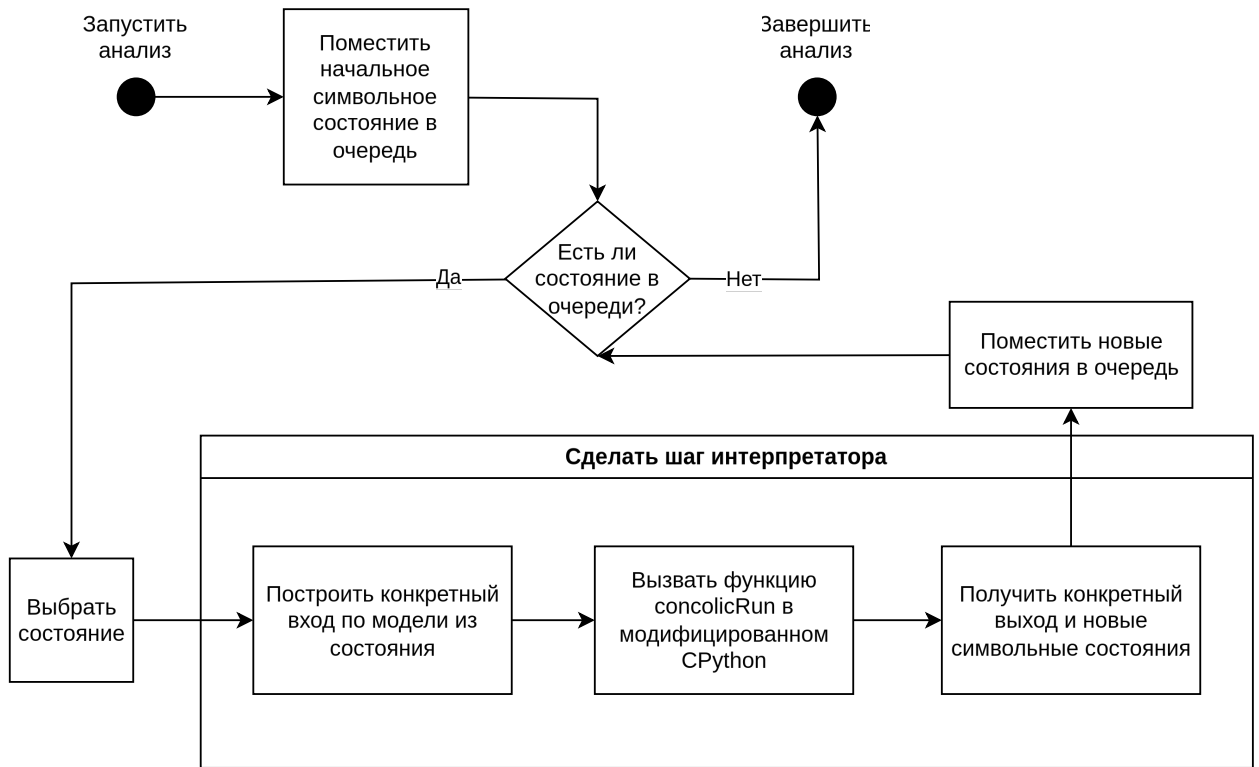 Запустить
анализ
Поместить
начальное
символьное
состояние в
очередь
Завершить
анализ
Есть ли
состояние в
очереди?
Да
Нет
Поместить новые
состояния в очередь
Сделать шаг интерпретатора
Выбрать
состояние
Построить конкретный
вход по модели из
состояния
Вызвать функцию
concolicRun в
модифицированном
CPython
Получить конкретный
выход и новые
символьные состояния